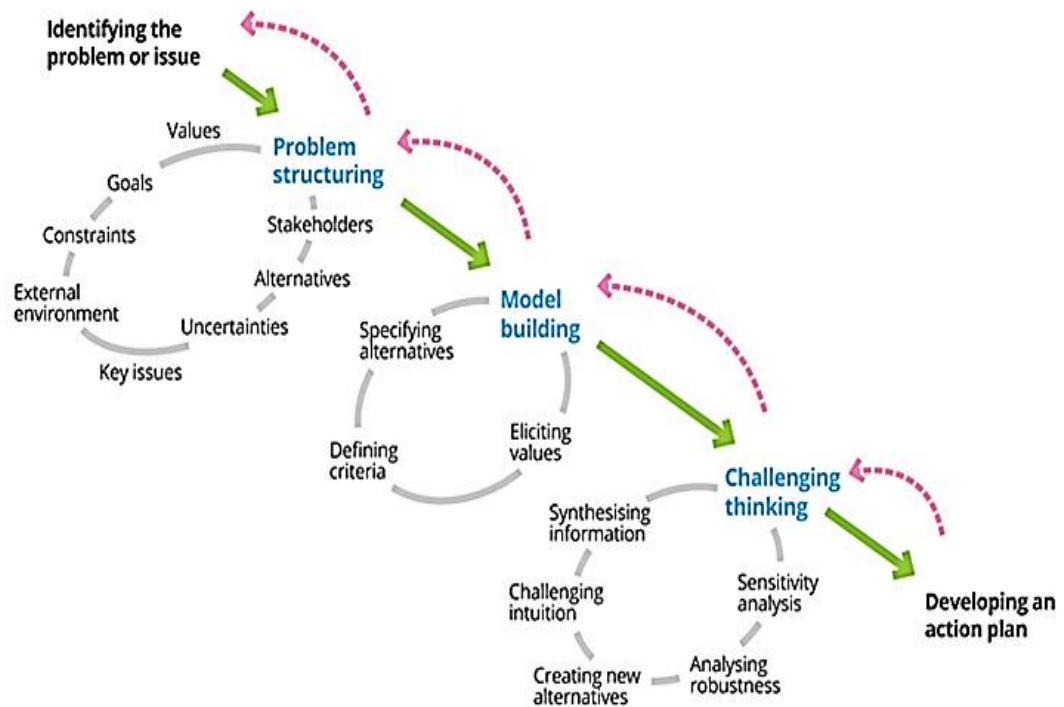 Identifying the
problem or issue
Values
Problem
structuring
Goals
Stakeholders
Constraints
Alternatives
External
environment
Uncertainties
Key issues
Model
building
Specifying
alternatives
Eliciting
values
Defining
criteria
Challenging
thinking
Synthesising
information
Sensitivity
analysis
Challenging
intuition
Analysing
robustness
Creating new
alternatives
Developing an
action plan